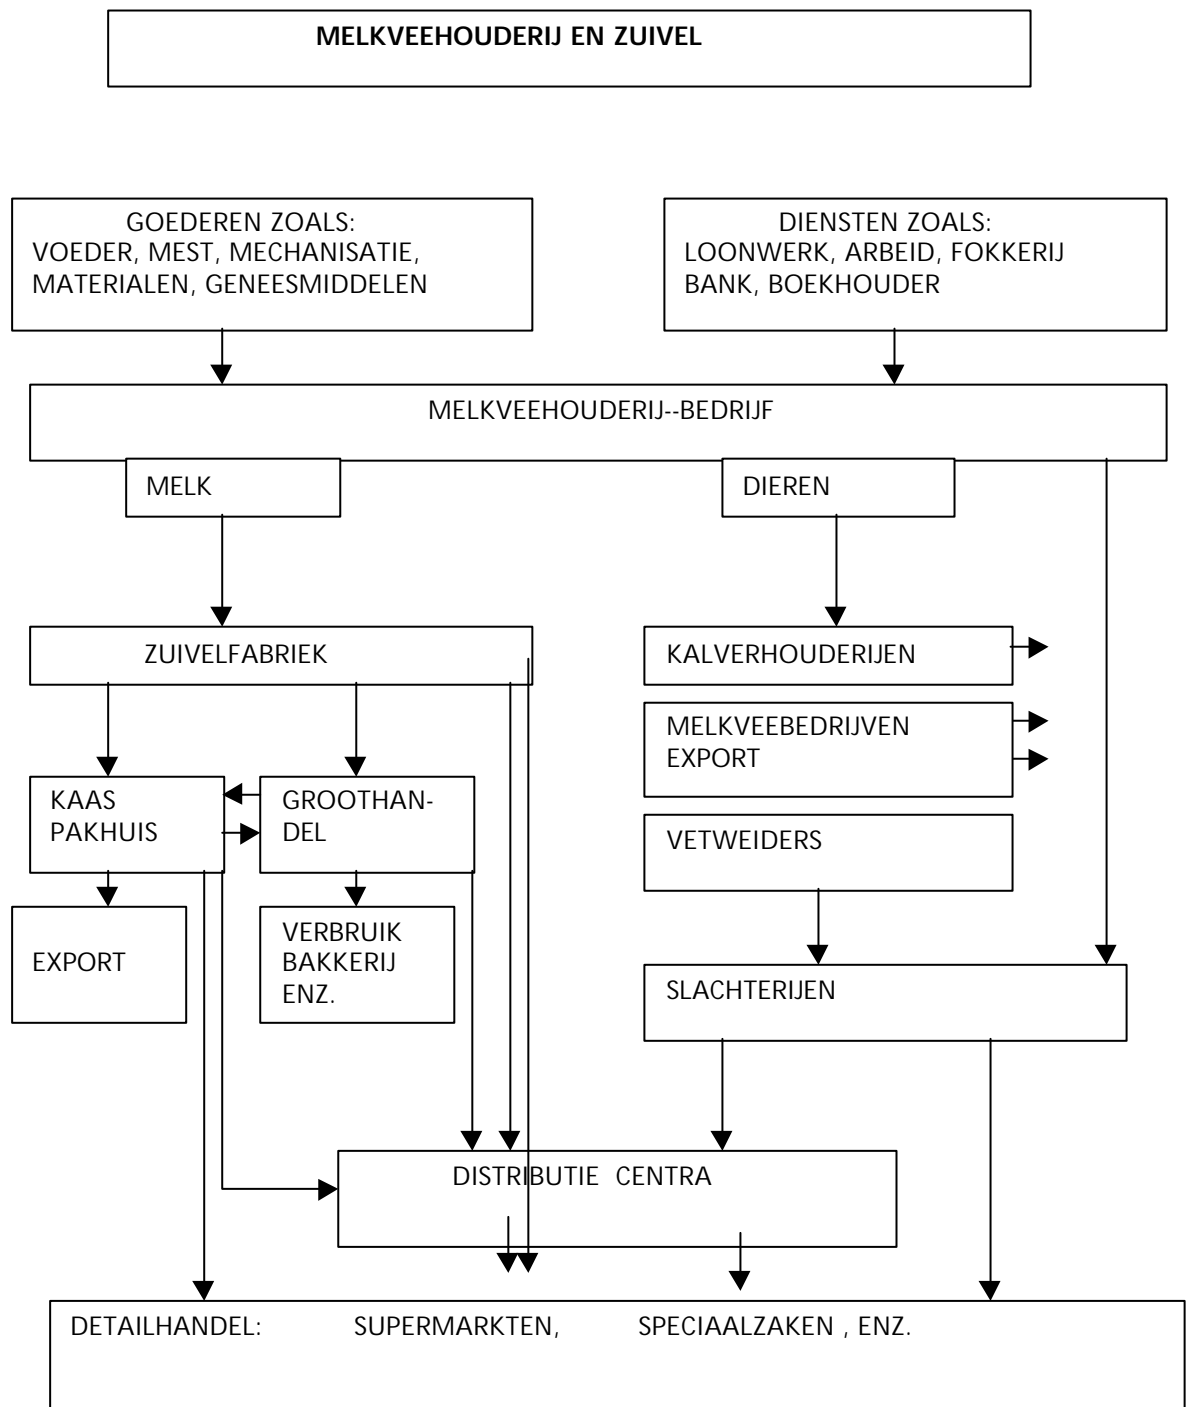 MELKVEEHOUDERIJ EN ZUIVEL
GOEDEREN ZOALS:
VOEDER, MEST, MECHANISATIE,
MATERIALEN, GENEESMIDDELEN
DIENSTEN ZOALS:
LOONWERK, ARBEID, FOKKERIJ
BANK, BOEKHOUDER
MELKVEEHOUDERIJ--BEDRIJF
MELK
DIEREN
ZUIVELFABRIEK
KALVERHOUDERIJEN
MELKVEEBEDRIJVEN
EXPORT
KAAS
PAKHUIS
GROOTHAN-
DEL
VETWEIDERS
EXPORT
VERBRUIK
BAKKERIJ
ENZ.
SLACHTERIJEN
DISTRIBUTIE CENTRA
DETAILHANDEL: SUPERMARKTEN, SPECIAALZAKEN , ENZ.